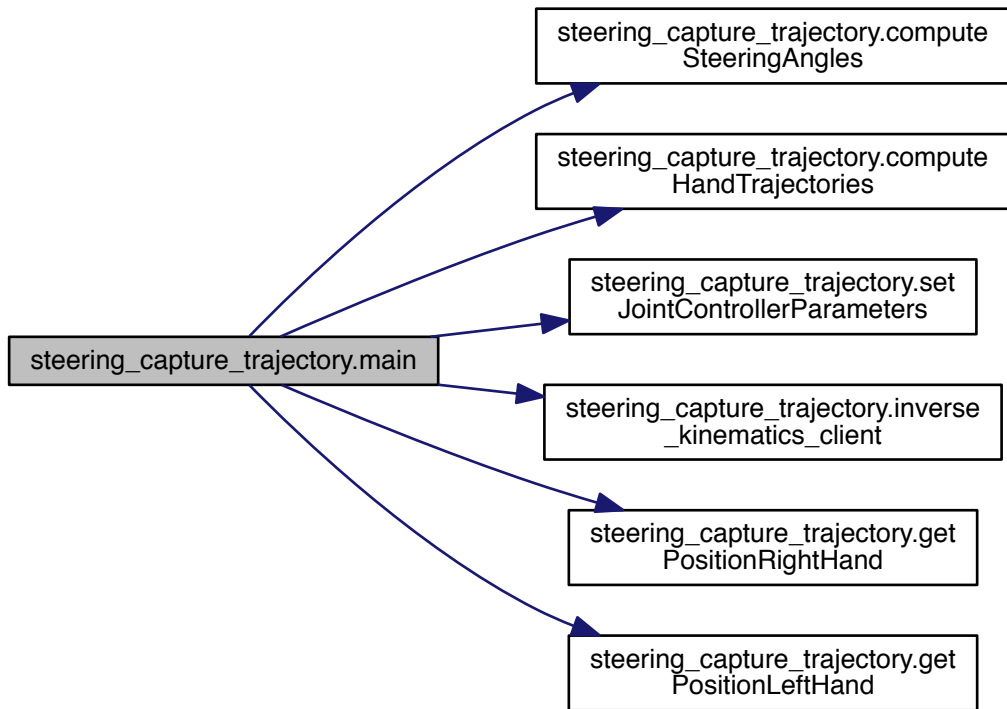 steering_capture_trajectory.compute
SteeringAngles
steering_capture_trajectory.compute
HandTrajectories
steering_capture_trajectory.set
JointControllerParameters
steering_capture_trajectory.main
steering_capture_trajectory.inverse
_kinematics_client
steering_capture_trajectory.get
PositionRightHand
steering_capture_trajectory.get
PositionLeftHand